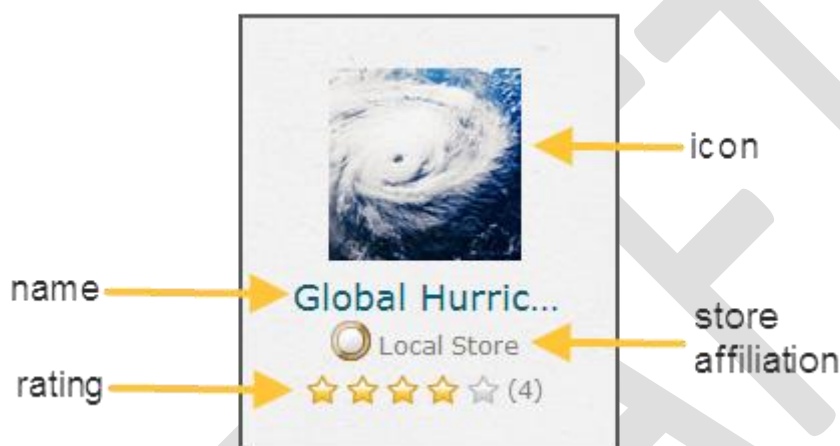 icon
name
Global Hurric...
Local Store
store
affiliation
rating
(4)